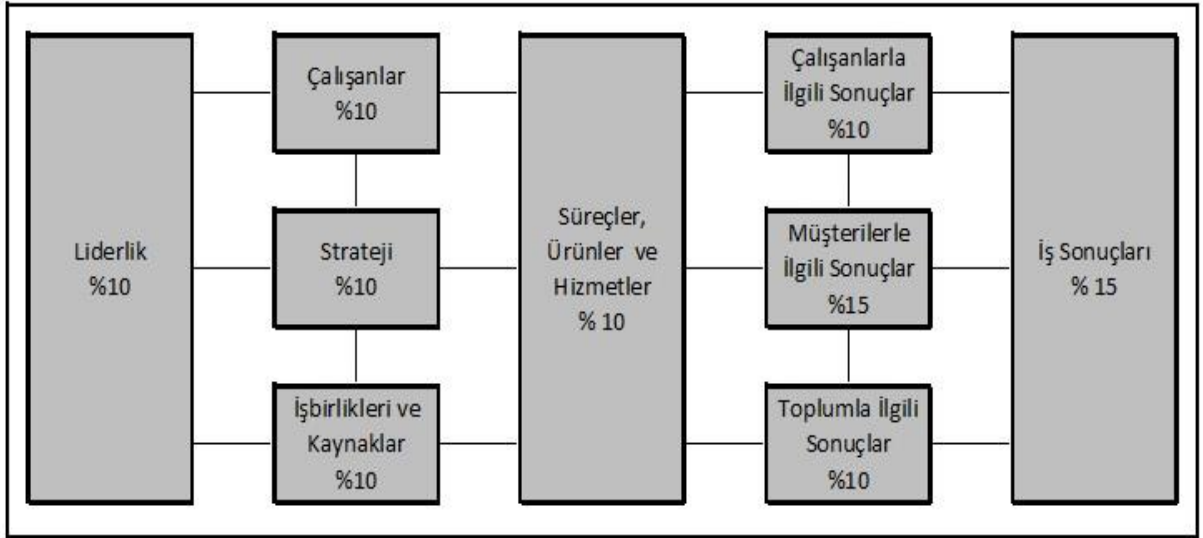 Liderlik
%10
Çalışanlar
%10
Strateji
%10
İşbirlikleri ve
Kaynaklar
%10
Süreçler,
Ürünler ve
Hizmetler
% 10
Çalışanlarla
İlgili Sonuçlar
%10
Müşterilerle
İlgili Sonuçlar
%15
Toplumla İlgili
Sonuçlar
%10
İş Sonuçları
% 15